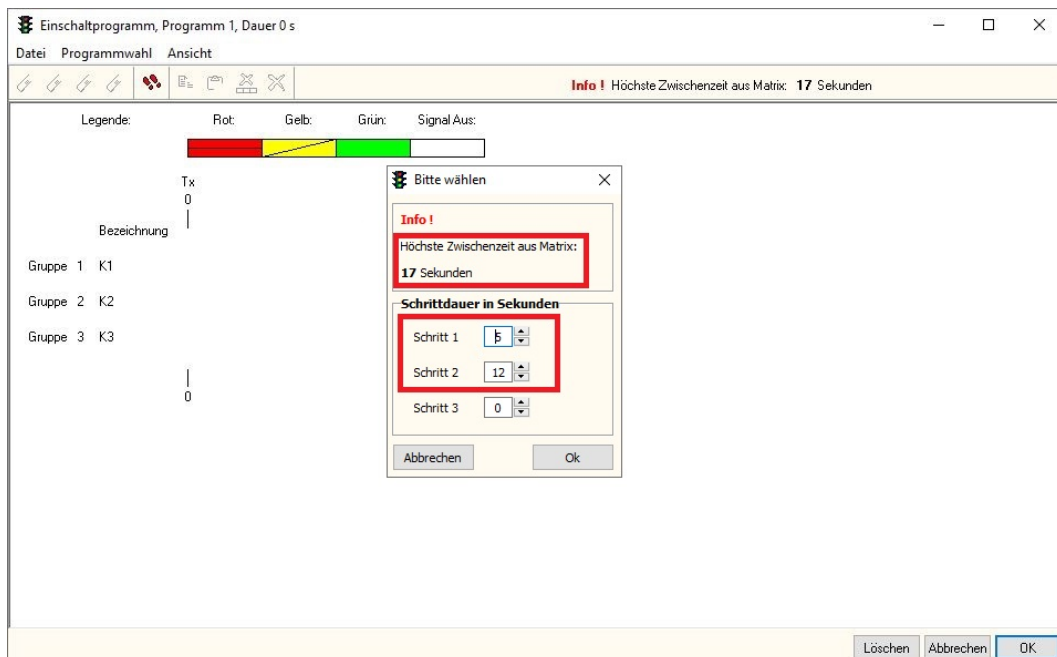 Einschaltprogramm, Programm 1, Dauer 0 s
Datei Programmwahl Ansicht
Info ! Höchste Zwischenzeit aus Matrix: 17 Sekunden
Legende: Rot: Gelb: Grün: Signal Aus:
Tx
0
Bezeichnung
Gruppe 1 K1
Gruppe 2 K2
Gruppe 3 K3
0
Bitte wählen
Info !
Höchste Zwischenzeit aus Matrix:
17 Sekunden
Schrittdauer in Sekunden
Schritt 1 5
Schritt 2 12
Schritt 3 0
Abbrechen Ok
Löschen Abbrechen OK